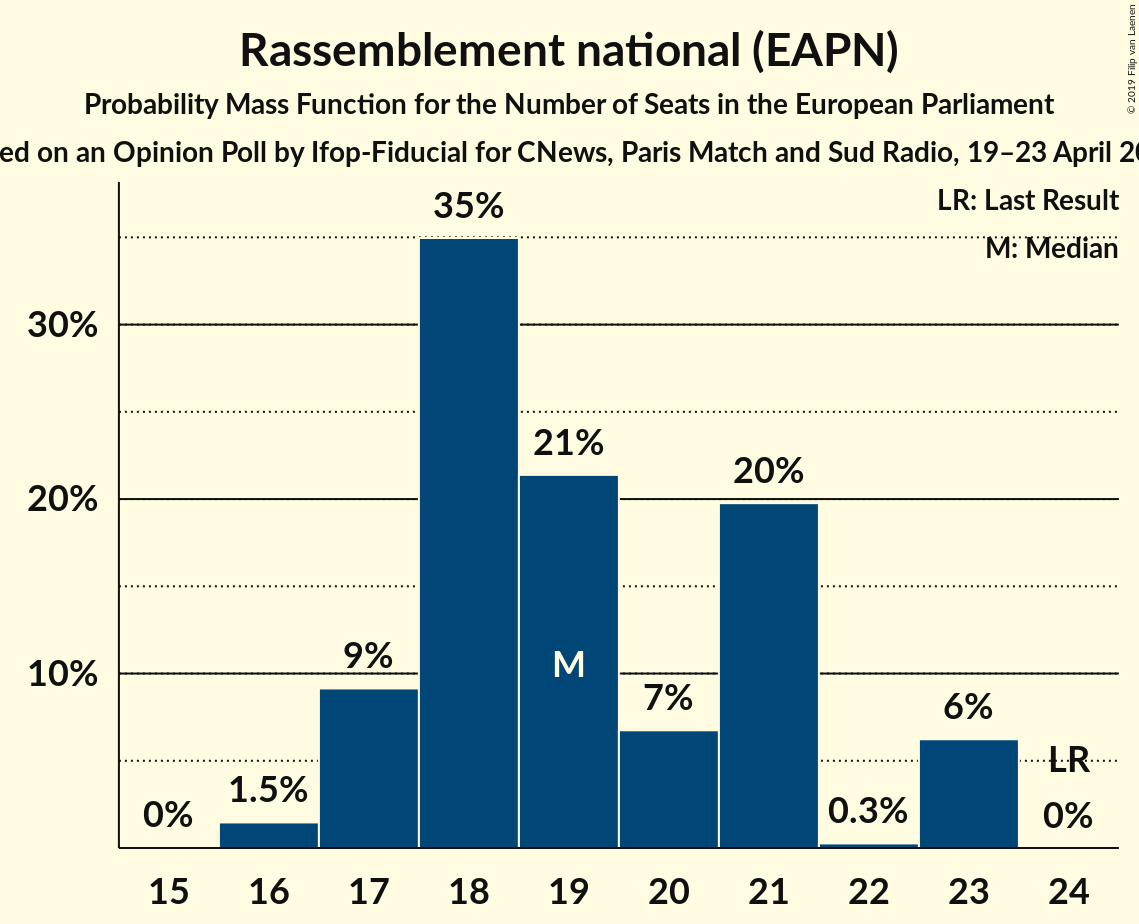 Rassemblement national (EAPN)
Probability Mass Function for the Number of Seats in the European Parliament
on an Opinion Poll by Ifop-Fiducial for CNews, Paris Match and Sud Radio, 19–23 April
© 2019 Filip van Laenen
LR: Last Result
M: Median
35%
30%
21%
20%
20%
9%
M
10%
7%
6%
LR
1.5%
0%
0.3%
0%
15 16 17 18 19 20 21 22 23 24